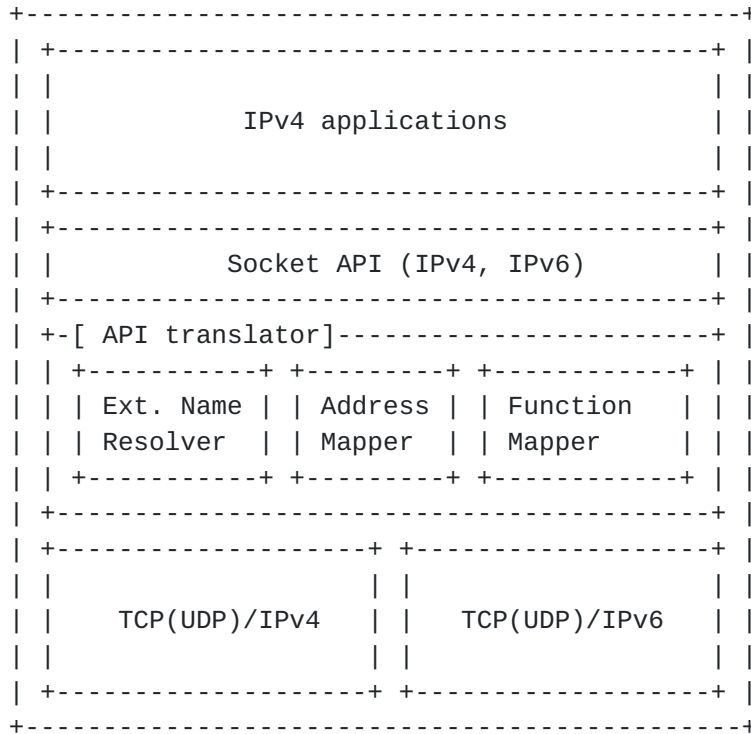 IPv4 applications
Socket API (IPv4, IPv6)
[ API translator]
Ext. Name Address Function
Resolver Mapper Mapper
TCP(UDP)/IPv4 TCP(UDP)/IPv6